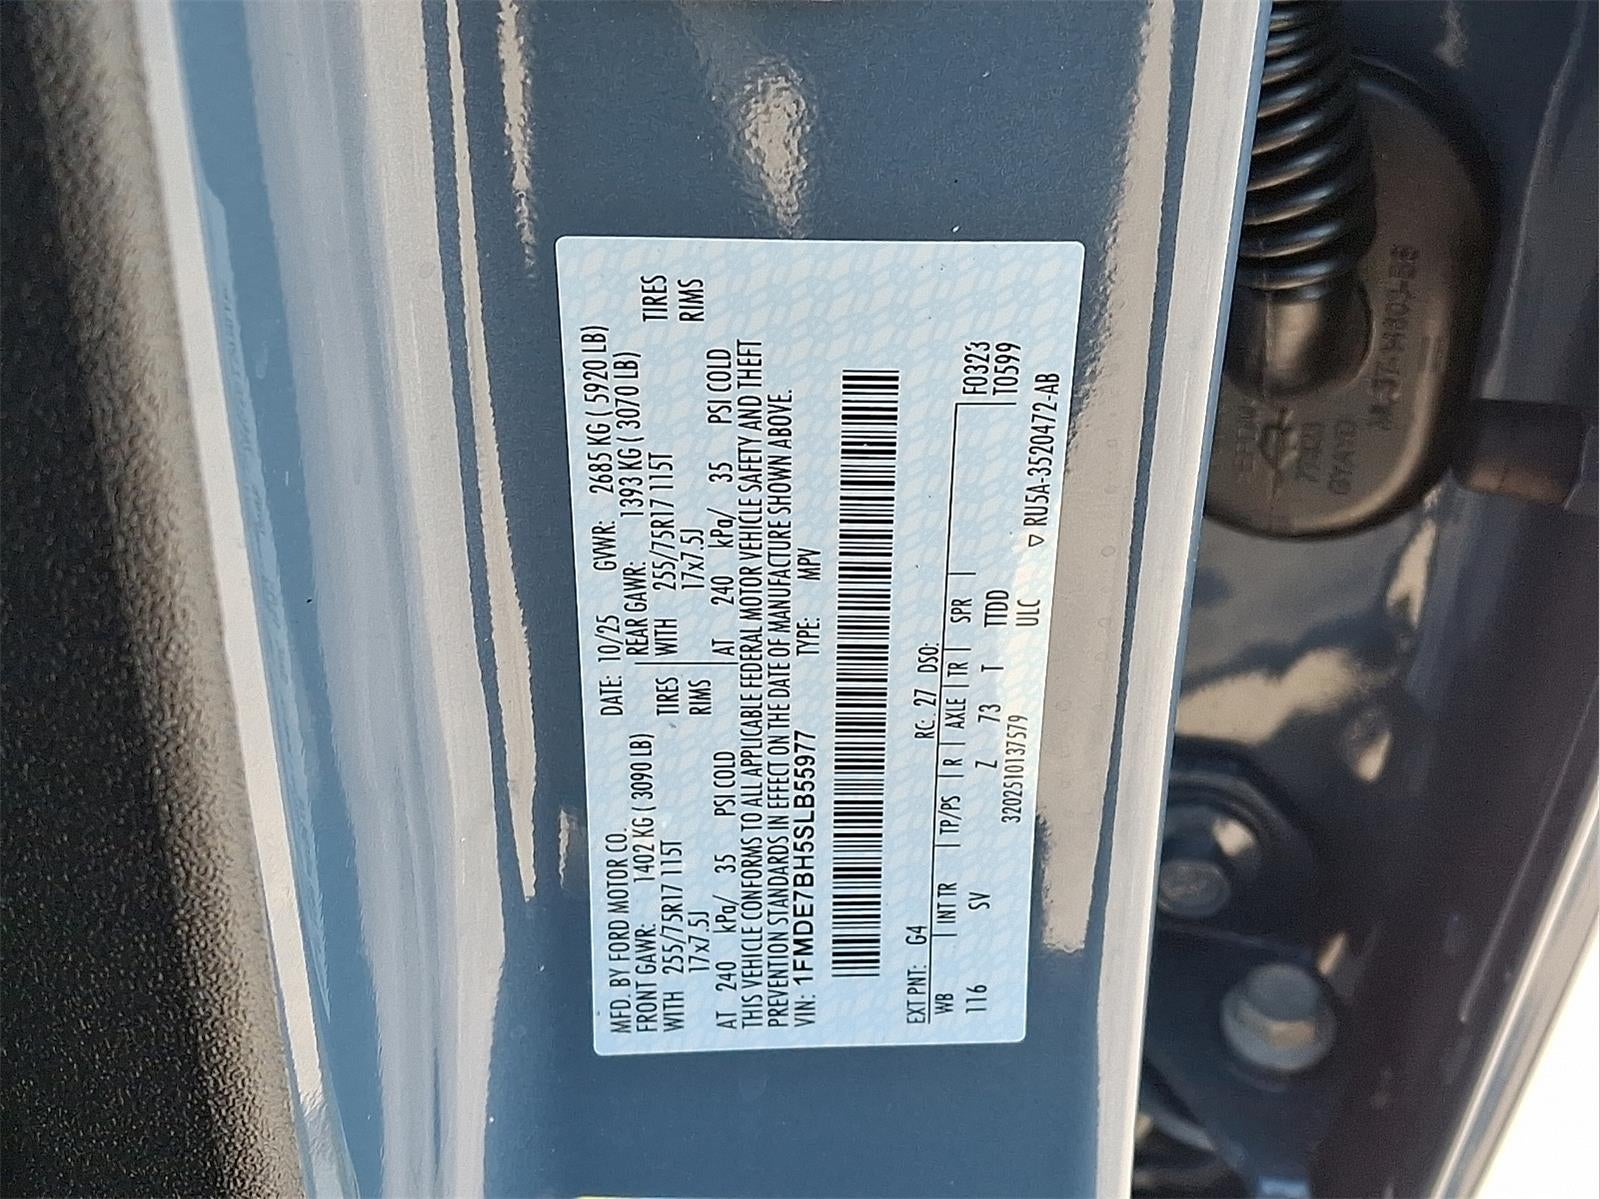 MFD. BY FORD MOTOR CO. DATE: 10/25 GVWR: 2685 KG ( 5920 LB)
FRONT GAWR: 1402 KG ( 3090 LB) REAR GAWR: 1393 KG ( 3070 LB)
WITH 255/75R17 115T TIRES WITH 255/75R17 115T TIRES
17x7.5J RIMS 17x7.5J RIMS
AT 240 kPa/ 35 PSI COLD AT 240 kPa/ 35 PSI COLD
THIS VEHICLE CONFORMS TO ALL APPLICABLE FEDERAL MOTOR VEHICLE SAFETY AND THEFT
PREVENTION STANDARDS IN EFFECT ON THE DATE OF MANUFACTURE SHOWN ABOVE.
VIN: 1FMDE7BH5SLB55977 TYPE: MPV
EXT PNT: G4 RC: 27 DSO:
WB INT TR TP/PS R AXLE TR SPR F0323
116 SV Z 73 T TTDD T0599
3202510137579 ULC ▽ RU5A-3520472-AB